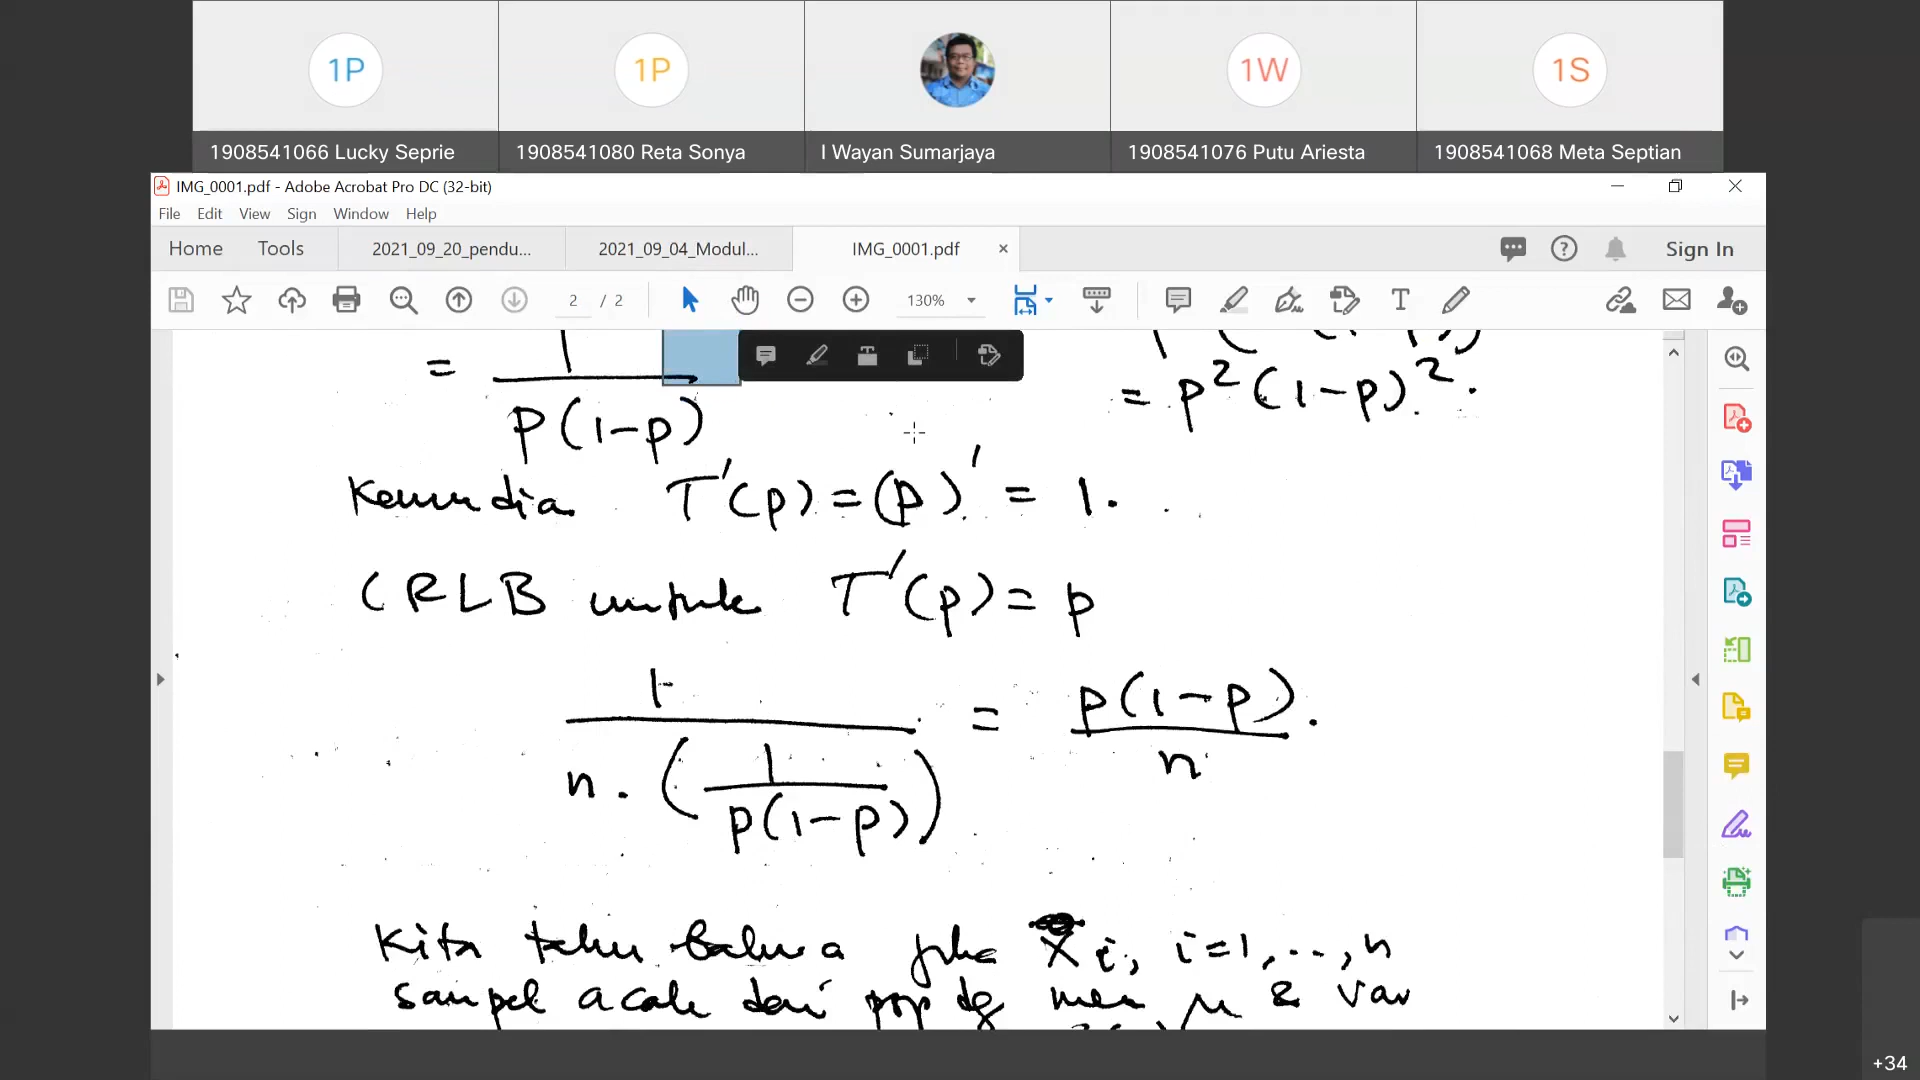 1P
1P
1W
1S
1908541066 Lucky Seprie
1908541080 Reta Sonya
I Wayan Sumarjaya
1908541076 Putu Ariesta
1908541068 Meta Septian
IMG_0001.pdf - Adobe Acrobat Pro DC (32-bit)
File Edit View Sign Window Help
Home Tools 2021_09_20_pendu... 2021_09_04_Modul... IMG_0001.pdf × Sign In
2 / 2 130%
= 1 / p(1-p)
= p²(1-p)².
Kemudia T'(p) = (p)' = 1.
CRLB untuk T'(p) = p
1 / n.(1 / p(1-p)) = p(1-p) / n.
Kita tahu bahwa jika Xi, i=1,...,n
sampel acak dari pop dg mean μ & var
+34